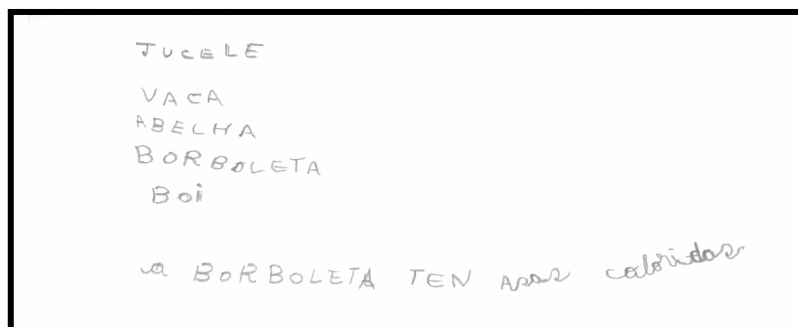 JUCELE
VACA
ABELHA
BORBOLETA
BOi
a BORBOLETA TEN Asas coloridas